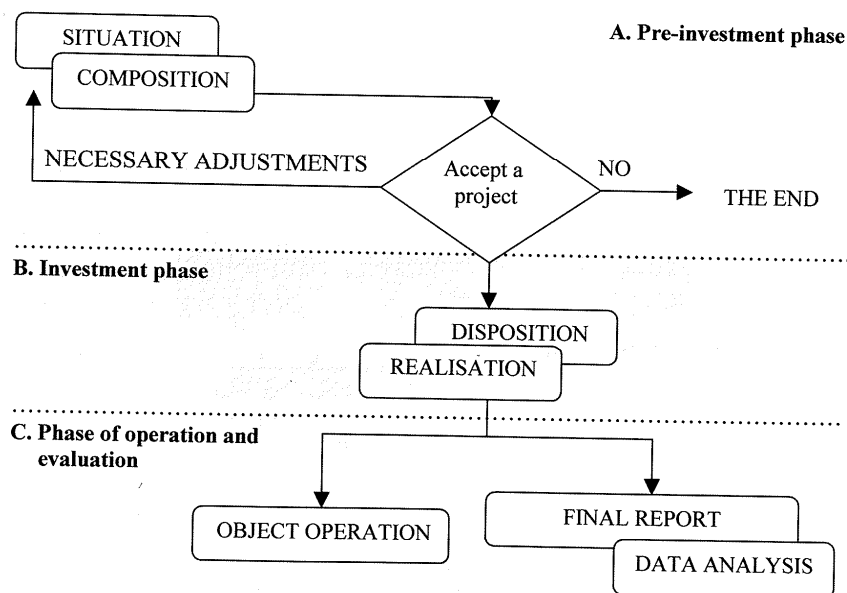 SITUATION
A. Pre-investment phase
COMPOSITION
NECESSARY ADJUSTMENTS
Accept a
project
NO
THE END
B. Investment phase
DISPOSITION
REALISATION
C. Phase of operation and
evaluation
OBJECT OPERATION
FINAL REPORT
DATA ANALYSIS